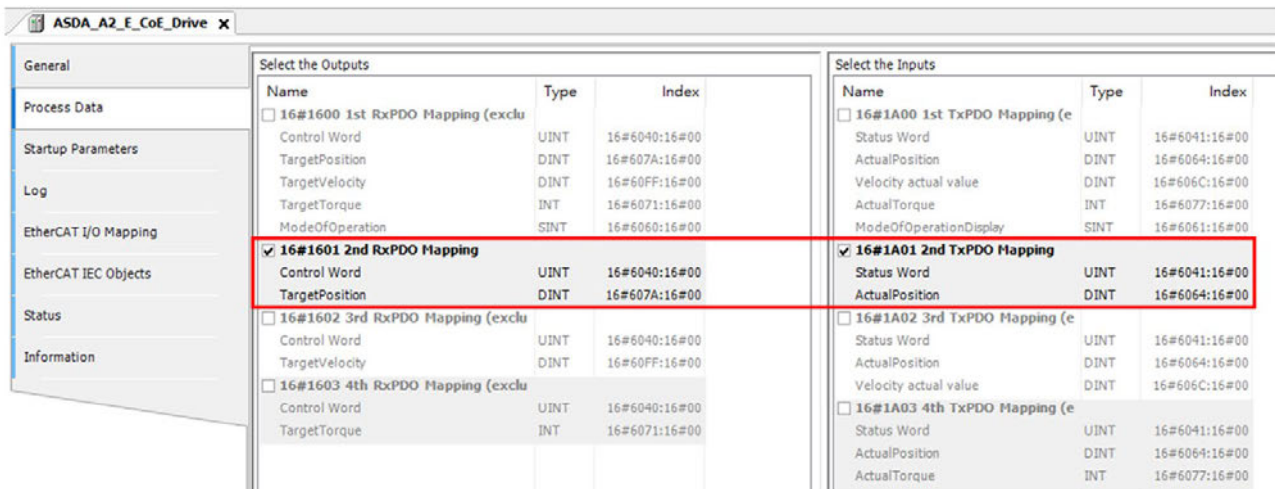 ASDA_A2_E_CoE_Drive X
General
Process Data
Startup Parameters
Log
EtherCAT I/O Mapping
EtherCAT IEC Objects
Status
Information
Select the Outputs
Name Type Index
16#1600 1st RxPDO Mapping (exclu
Control Word UINT 16#6040:16#00
TargetPosition DINT 16#607A:16#00
TargetVelocity DINT 16#60FF:16#00
TargetTorque INT 16#6071:16#00
ModeOfOperation SINT 16#6060:16#00
16#1601 2nd RxPDO Mapping
Control Word UINT 16#6040:16#00
TargetPosition DINT 16#607A:16#00
16#1602 3rd RxPDO Mapping (exclu
Control Word UINT 16#6040:16#00
TargetVelocity DINT 16#60FF:16#00
16#1603 4th RxPDO Mapping (exclu
Control Word UINT 16#6040:16#00
TargetTorque INT 16#6071:16#00
Select the Inputs
Name Type Index
16#1A00 1st TxPDO Mapping (e
Status Word UINT 16#6041:16#00
ActualPosition DINT 16#6064:16#00
Velocity actual value DINT 16#606C:16#00
ActualTorque INT 16#6077:16#00
ModeOfOperationDisplay SINT 16#6061:16#00
16#1A01 2nd TxPDO Mapping
Status Word UINT 16#6041:16#00
ActualPosition DINT 16#6064:16#00
16#1A02 3rd TxPDO Mapping (e
Status Word UINT 16#6041:16#00
ActualPosition DINT 16#6064:16#00
Velocity actual value DINT 16#606C:16#00
16#1A03 4th TxPDO Mapping (e
Status Word UINT 16#6041:16#00
ActualPosition DINT 16#6064:16#00
ActualTorque INT 16#6077:16#00